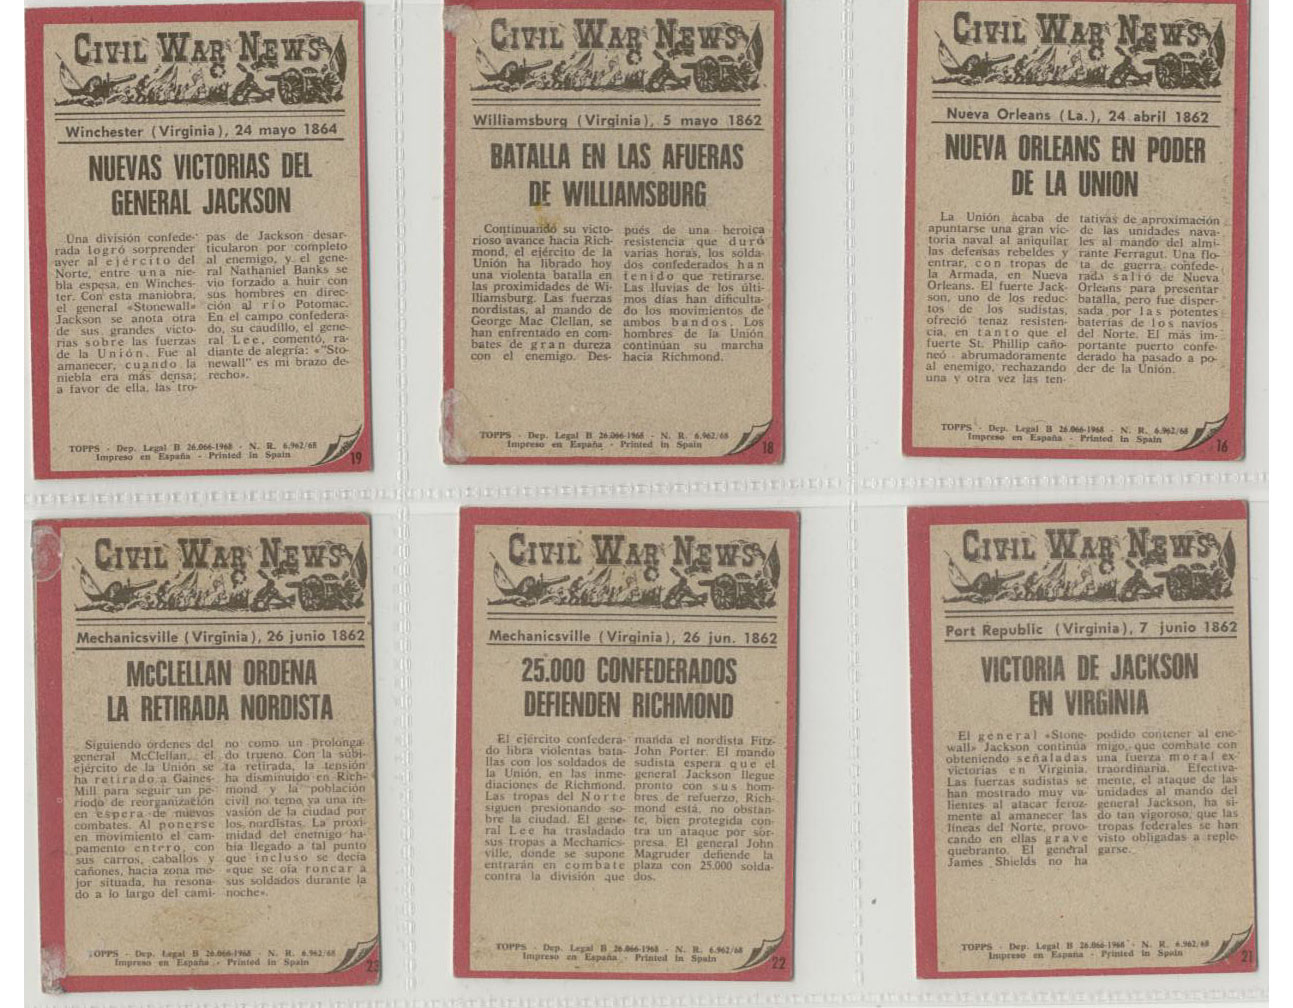 CIVIL WAR NEWS
Winchester (Virginia), 24 mayo 1864
NUEVAS VICTORIAS DEL
GENERAL JACKSON
Una división confede-
rada logró sorprender
ayer al ejército del
Norte, entre una nie-
bla espesa, en Winches-
ter. Con esta maniobra,
el general «Stonewall»
Jackson se anota otra
de sus grandes victo-
rias sobre las fuerzas
de la Unión. Fue al
amanecer, cuando la
niebla era más densa;
a favor de ella, las tro-
pas de Jackson desar-
ticularon por completo
al enemigo, y el gene-
ral Nathaniel Banks se
vio forzado a huir con
sus hombres en direc-
ción al río Potomac.
En el campo confedera-
do, su caudillo, el gene-
ral Lee, comentó, ra-
diante de alegría: «"Sto-
newall" es mi brazo de-
recho».
TOPPS - Dep. Legal B 26.066-1968 - N. R. 6.962/68
Impreso en España - Printed in Spain
19
CIVIL WAR NEWS
Williamsburg (Virginia), 5 mayo 1862
BATALLA EN LAS AFUERAS
DE WILLIAMSBURG
Continuando su victo-
rioso avance hacia Rich-
mond, el ejército de la
Unión ha librado hoy
una violenta batalla en
las proximidades de Wi-
lliamsburg. Las fuerzas
nordistas, al mando de
George Mac Clellan, se
han enfrentado en com-
bates de gran dureza
con el enemigo. Des-
pués de una heroica
resistencia que duró
varias horas, los solda-
dos confederados han
tenido que retirarse.
Las lluvias de los últi-
mos días han dificulta-
do los movimientos de
ambos bandos. Los
hombres de la Unión
continúan su marcha
hacia Richmond.
TOPPS - Dep. Legal B 26.066-1968 - N. R. 6.962/68
Impreso en España - Printed in Spain
18
CIVIL WAR NEWS
Nueva Orleans (La.), 24 abril 1862
NUEVA ORLEANS EN PODER
DE LA UNION
La Unión acaba de
apuntarse una gran vic-
toria naval al aniquilar
las defensas rebeldes y
entrar, con tropas de
la Armada, en Nueva
Orleans. El fuerte Jack-
son, uno de los reduc-
tos de los sudistas,
ofreció tenaz resisten-
cia, en tanto que el
fuerte St. Phillip caño-
neó abrumadoramente
al enemigo, rechazando
una y otra vez las ten-
tativas de aproximación
de las unidades nava-
les al mando del almi-
rante Ferragut. Una flo-
ta de guerra confede-
rada salió de Nueva
Orleans para presentar
batalla, pero fue disper-
sada por las potentes
baterías de los navíos
del Norte. El más im-
portante puerto confe-
derado ha pasado a po-
der de la Unión.
TOPPS - Dep. Legal B 26.066-1968 - N. R. 6.962/68
Impreso en España - Printed in Spain
16
CIVIL WAR NEWS
Mechanicsville (Virginia), 26 junio 1862
McCLELLAN ORDENA
LA RETIRADA NORDISTA
Siguiendo órdenes del
general McClellan, el
ejército de la Unión se
ha retirado a Gaines-
Mill para seguir un pe-
ríodo de reorganización
en espera de nuevos
combates. Al ponerse
en movimiento el cam-
pamento entero, con
sus carros, caballos y
cañones, hacia zona me-
jor situada, ha resona-
do a lo largo del cami-
no como un prolonga-
do trueno. Con la súbi-
ta retirada, la tensión
ha disminuido en Rich-
mond y la población
civil no teme ya una in-
vasión de la ciudad por
los nordistas. La proxi-
midad del enemigo ha-
bía llegado a tal punto
que incluso se decía
«que se oía roncar a
sus soldados durante la
noche».
TOPPS - Dep. Legal B 26.066-1968 - N. R. 6.962/68
Impreso en España - Printed in Spain
23
CIVIL WAR NEWS
Mechanicsville (Virginia), 26 jun. 1862
25.000 CONFEDERADOS
DEFIENDEN RICHMOND
El ejército confedera-
do libra violentas bata-
llas con los soldados de
la Unión, en las inme-
diaciones de Richmond.
Las tropas del Norte
siguen presionando so-
bre la ciudad. El gene-
ral Lee ha trasladado
sus tropas a Mechanics-
ville, donde se supone
entrarán en combate
contra la división que
manda el nordista Fitz-
John Porter. El mando
sudista espera que el
general Jackson llegue
pronto con sus hom-
bres de refuerzo, Rich-
mond está, no obstan-
te, bien protegida con-
tra un ataque por sor-
presa. El general John
Magruder defiende la
plaza con 25.000 solda-
dos.
TOPPS - Dep. Legal B 26.066-1968 - N. R. 6.962/68
Impreso en España - Printed in Spain
22
CIVIL WAR NEWS
Port Republic (Virginia), 7 junio 1862
VICTORIA DE JACKSON
EN VIRGINIA
El general «Stone-
wall» Jackson continúa
obteniendo señaladas
victorias en Virginia.
Las fuerzas sudistas se
han mostrado muy va-
lientes al atacar feroz-
mente al amanecer las
líneas del Norte, provo-
cando en ellas grave
quebranto. El general
James Shields no ha
podido contener al ene-
migo, que combate con
una fuerza moral ex-
traordinaria. Efectiva-
mente, el ataque de las
unidades al mando del
general Jackson, ha si-
do tan vigoroso, que las
tropas federales se han
visto obligadas a reple-
garse.
TOPPS - Dep. Legal B 26.066-1968 - N. R. 6.962/68
Impreso en España - Printed in Spain
21